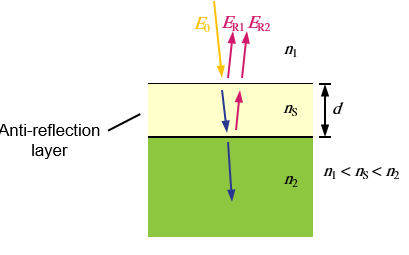 E0 ER1 ER2
n1
nS
d
Anti-reflection
layer
n2
n1 < nS < n2